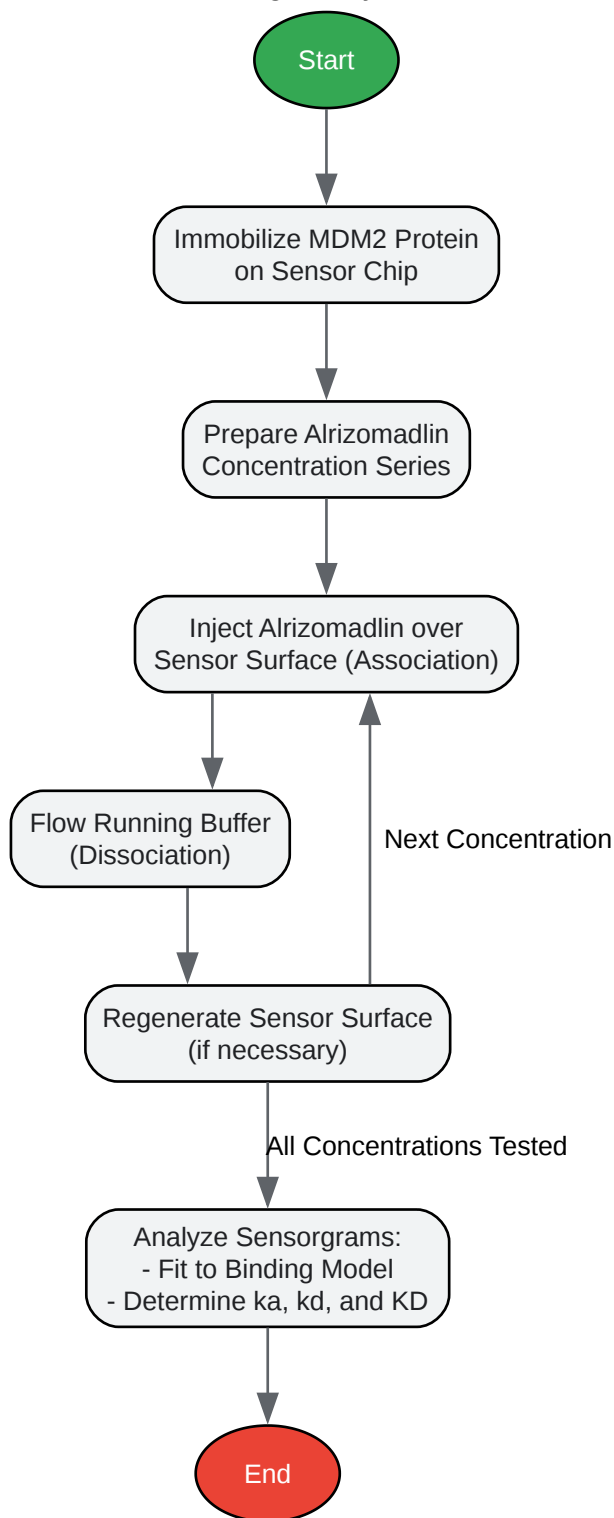 Start
Immobilize MDM2 Protein
on Sensor Chip
Prepare Alrizomadlin
Concentration Series
Inject Alrizomadlin over
Sensor Surface (Association)
Flow Running Buffer
(Dissociation)
Next Concentration
Regenerate Sensor Surface
(if necessary)
All Concentrations Tested
Analyze Sensorgrams:
- Fit to Binding Model
- Determine ka, kd, and KD
End